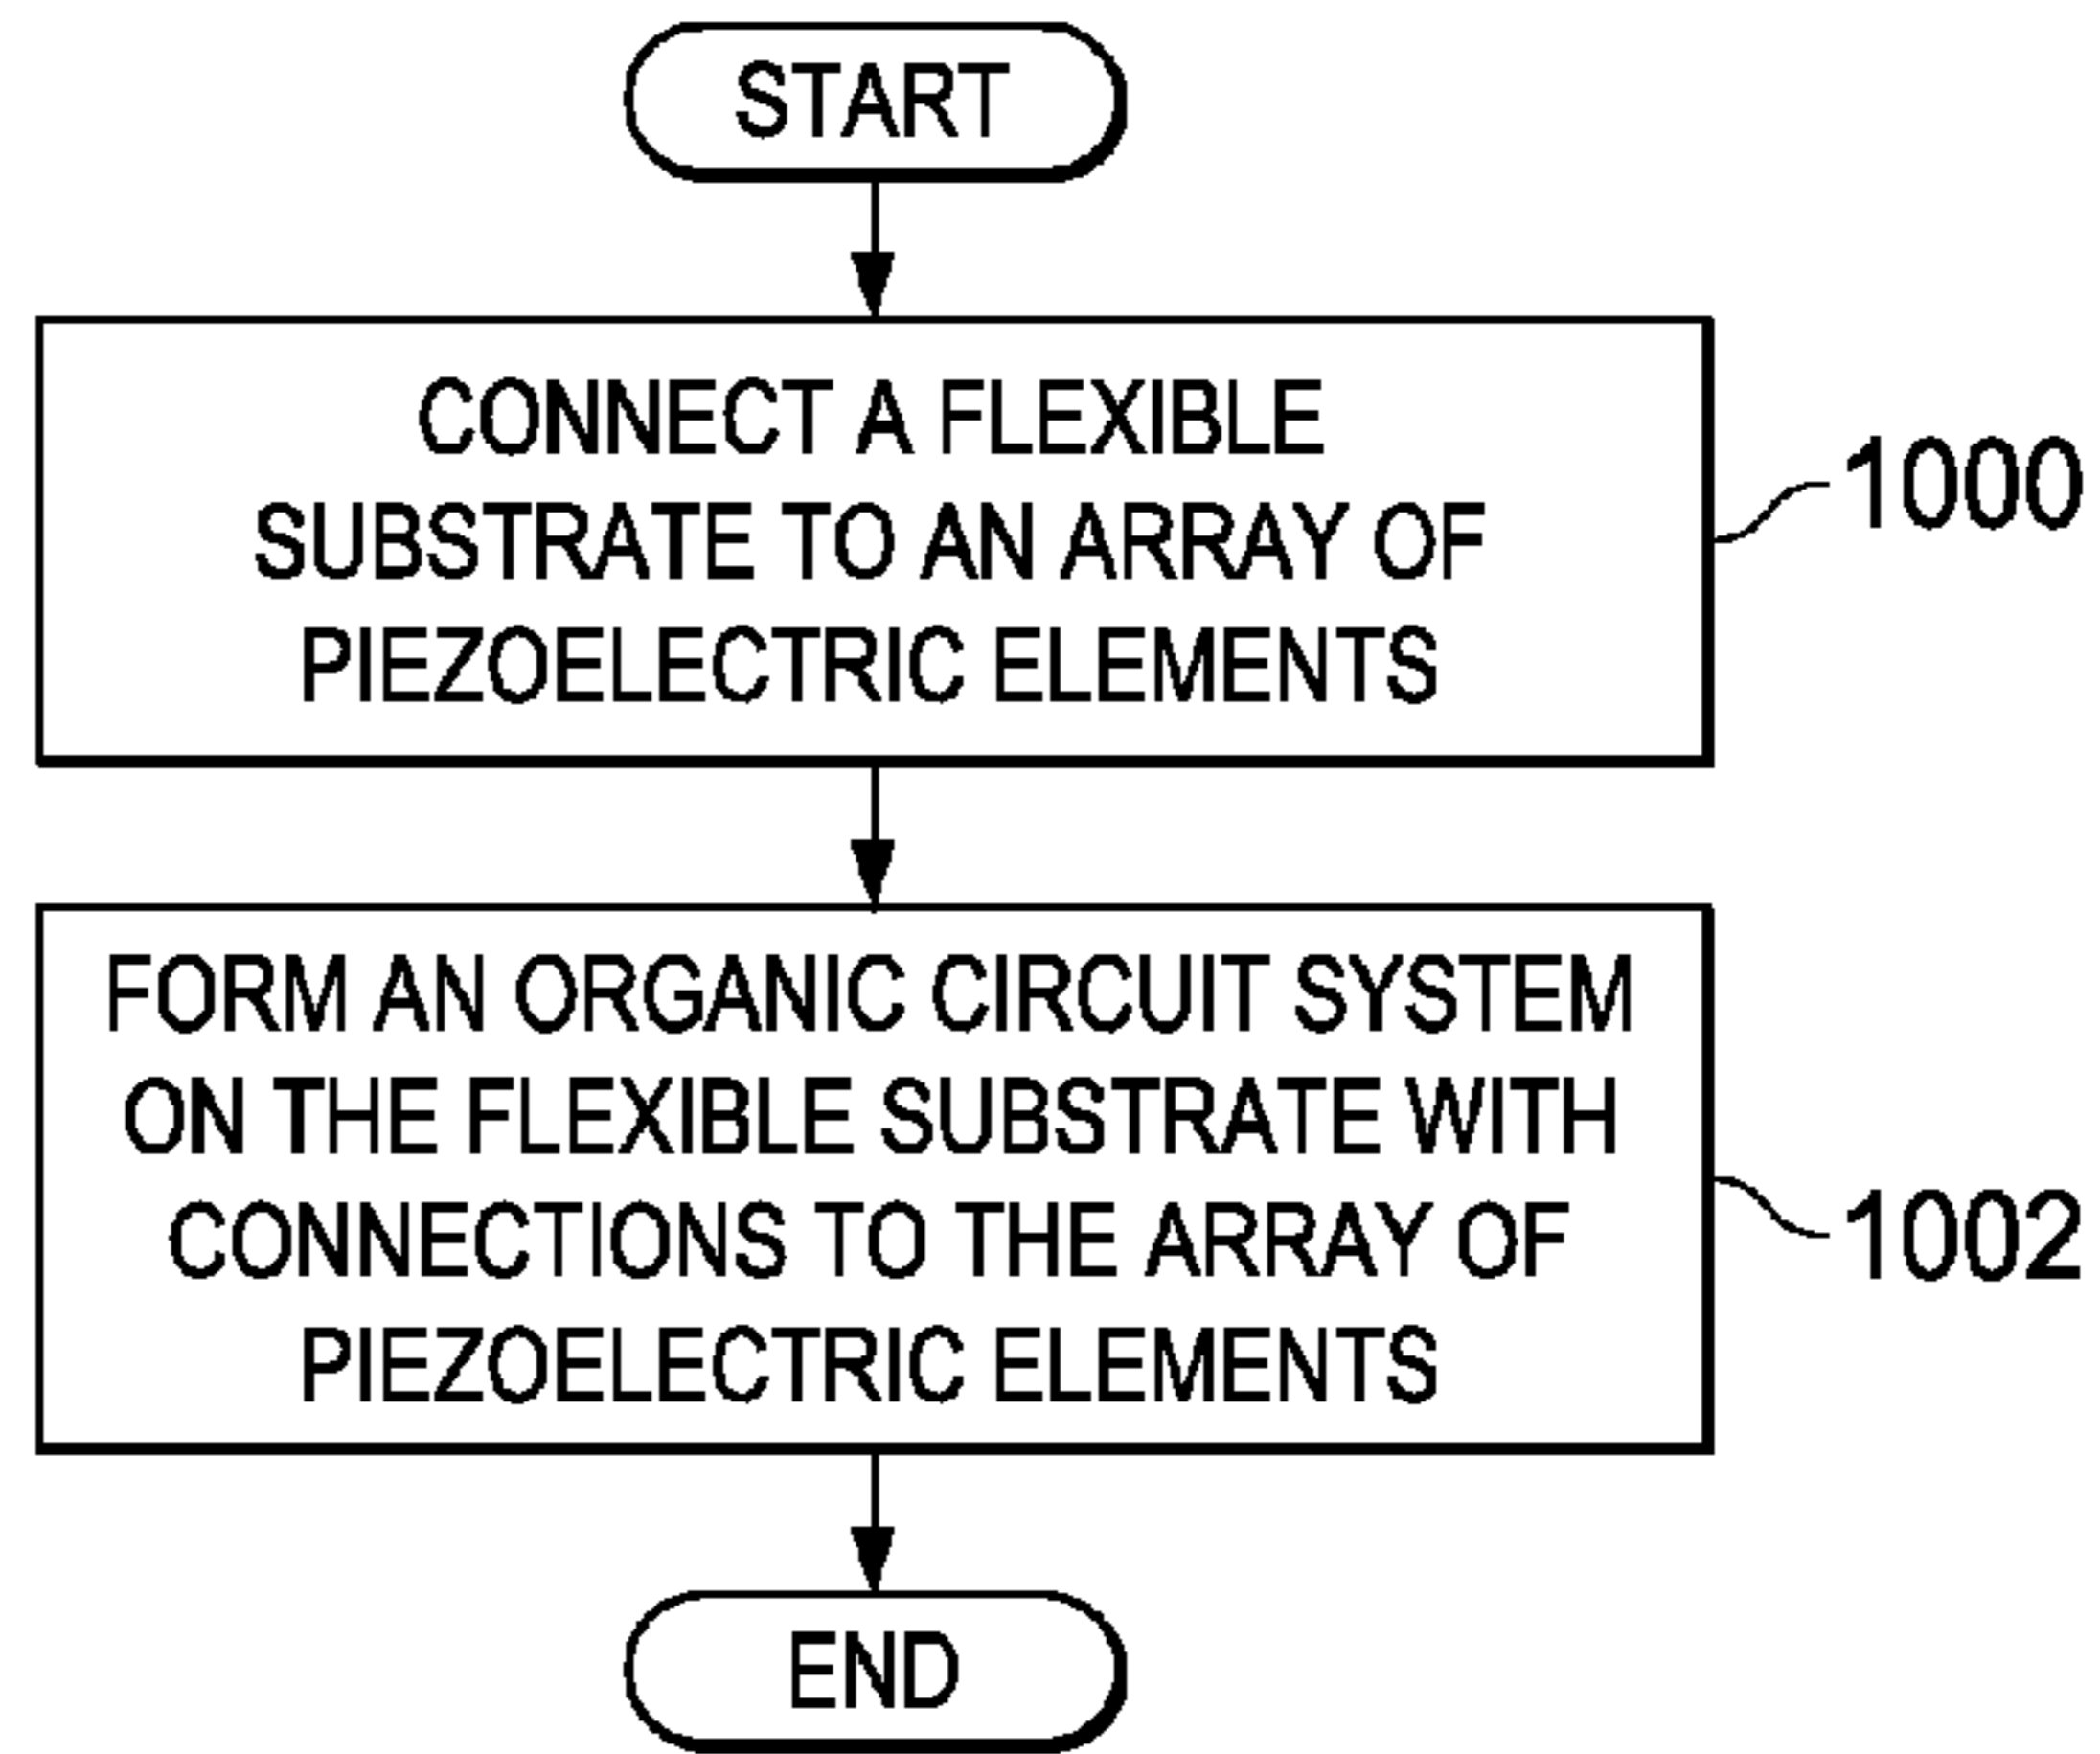 START
CONNECT A FLEXIBLE
SUBSTRATE TO AN ARRAY OF
PIEZOELECTRIC ELEMENTS
1000
FORM AN ORGANIC CIRCUIT SYSTEM
ON THE FLEXIBLE SUBSTRATE WITH
CONNECTIONS TO THE ARRAY OF
PIEZOELECTRIC ELEMENTS
1002
END